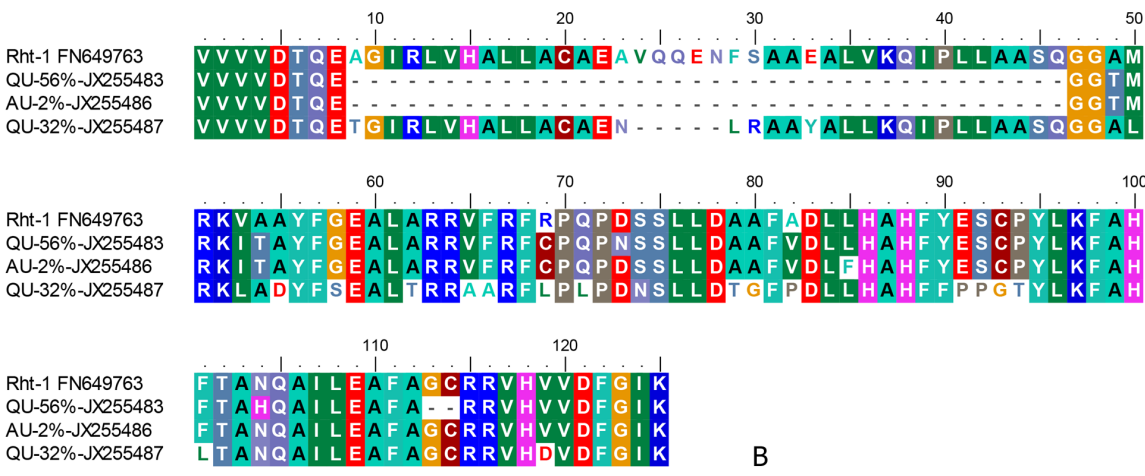 10 20 30 40 50
Rht-1 FN649763 VVVVDTQEAGIRLVHALLACAEAVQQENFSAAEALVKQIPLLAASQGGAM
QU-56%-JX255483 VVVVDTQE--------------------------------------GGTM
AU-2%-JX255486 VVVVDTQE--------------------------------------GGTM
QU-32%-JX255487 VVVVDTQETGIRLVHALLACAEN-----LRAAYALLKQIPLLAASQGGAL
60 70 80 90 100
Rht-1 FN649763 RKVAAYFGEALARRVFRFRPQPDSSLLDAAFADLLHAHFYESCPYLKFAH
QU-56%-JX255483 RKITAYFGEALARRVFRFCPQPNSSLLDAAFVDLLHAHFYESCPYLKFAH
AU-2%-JX255486 RKITAYFGEALARRVFRFCPQPDSSLLDAAFVDLFHAHFYESCPYLKFAH
QU-32%-JX255487 RKLADYFSEALTRRAARFLPLPDNSLLDTGFPDLLHAHFFPPGTYLKFAH
110 120
Rht-1 FN649763 FTANQAILEAFAGCRRVHVVDFGIK
QU-56%-JX255483 FTAHQAILEAFA--RRVHVVDFGIK
AU-2%-JX255486 FTANQAILEAFAGCRRVHVVDFGIK
QU-32%-JX255487 LTANQAILEAFAGCRRVHDVDFGIK
B